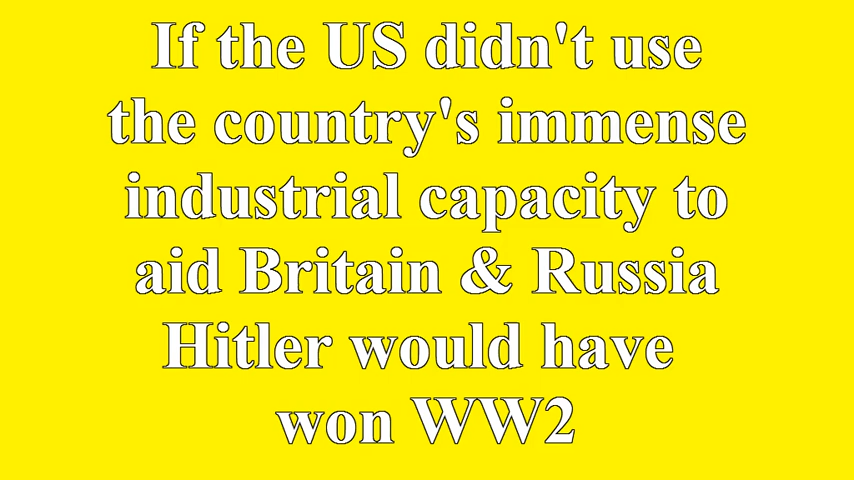 If the US didn't use
the country's immense
industrial capacity to
aid Britain & Russia
Hitler would have
won WW2